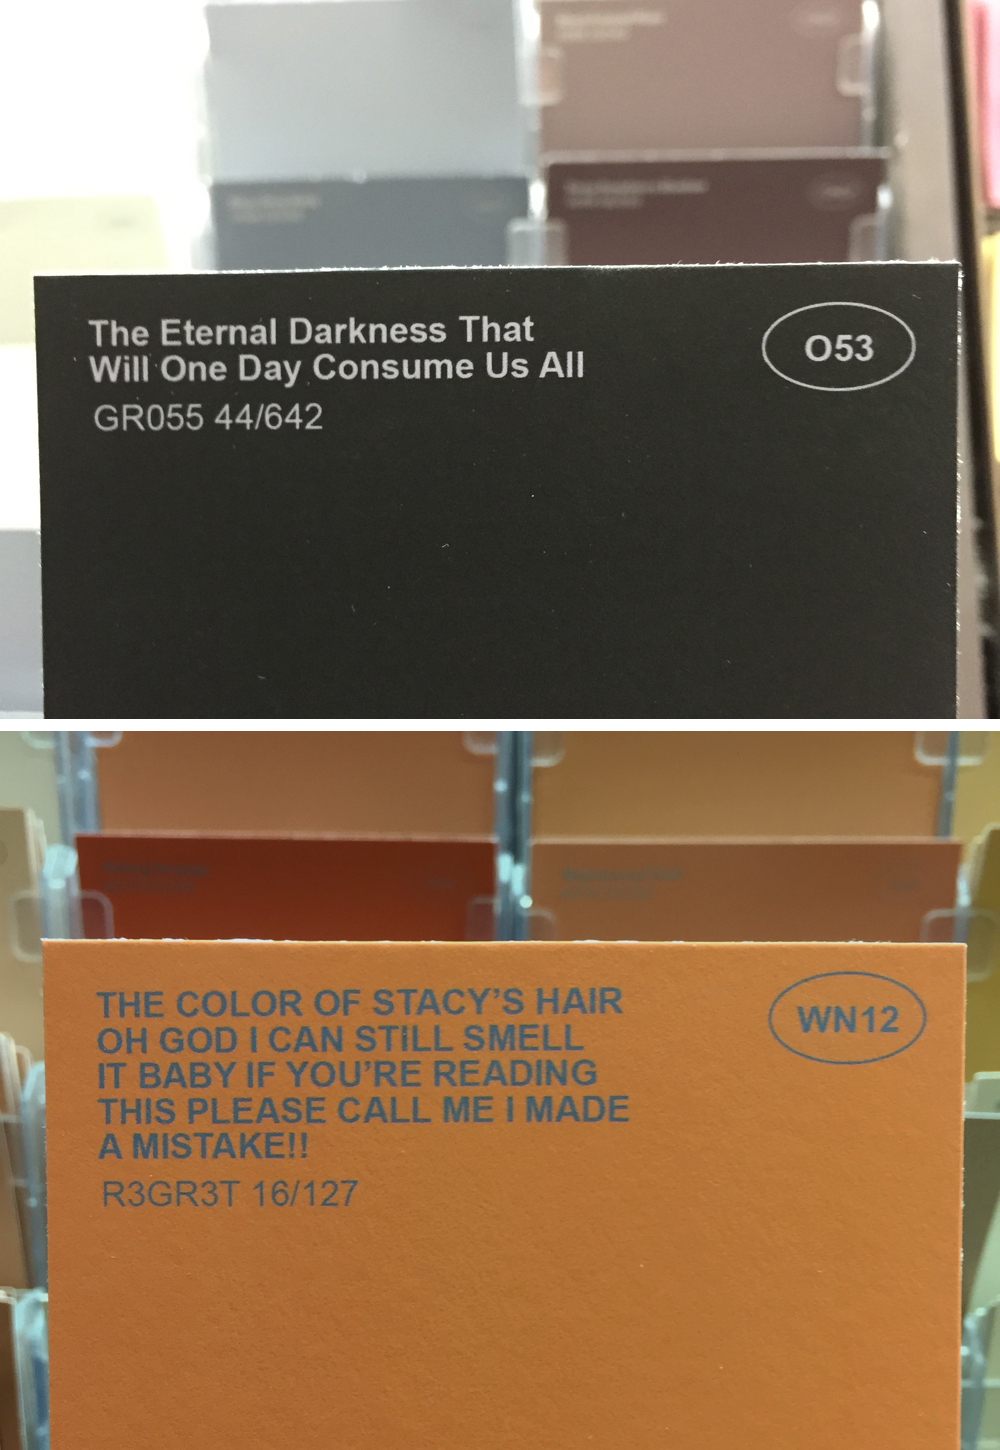 The Eternal Darkness That
Will One Day Consume Us All
GR055 44/642
O53
THE COLOR OF STACY'S HAIR
OH GOD I CAN STILL SMELL
IT BABY IF YOU'RE READING
THIS PLEASE CALL ME I MADE
A MISTAKE!!
R3GR3T 16/127
WN12